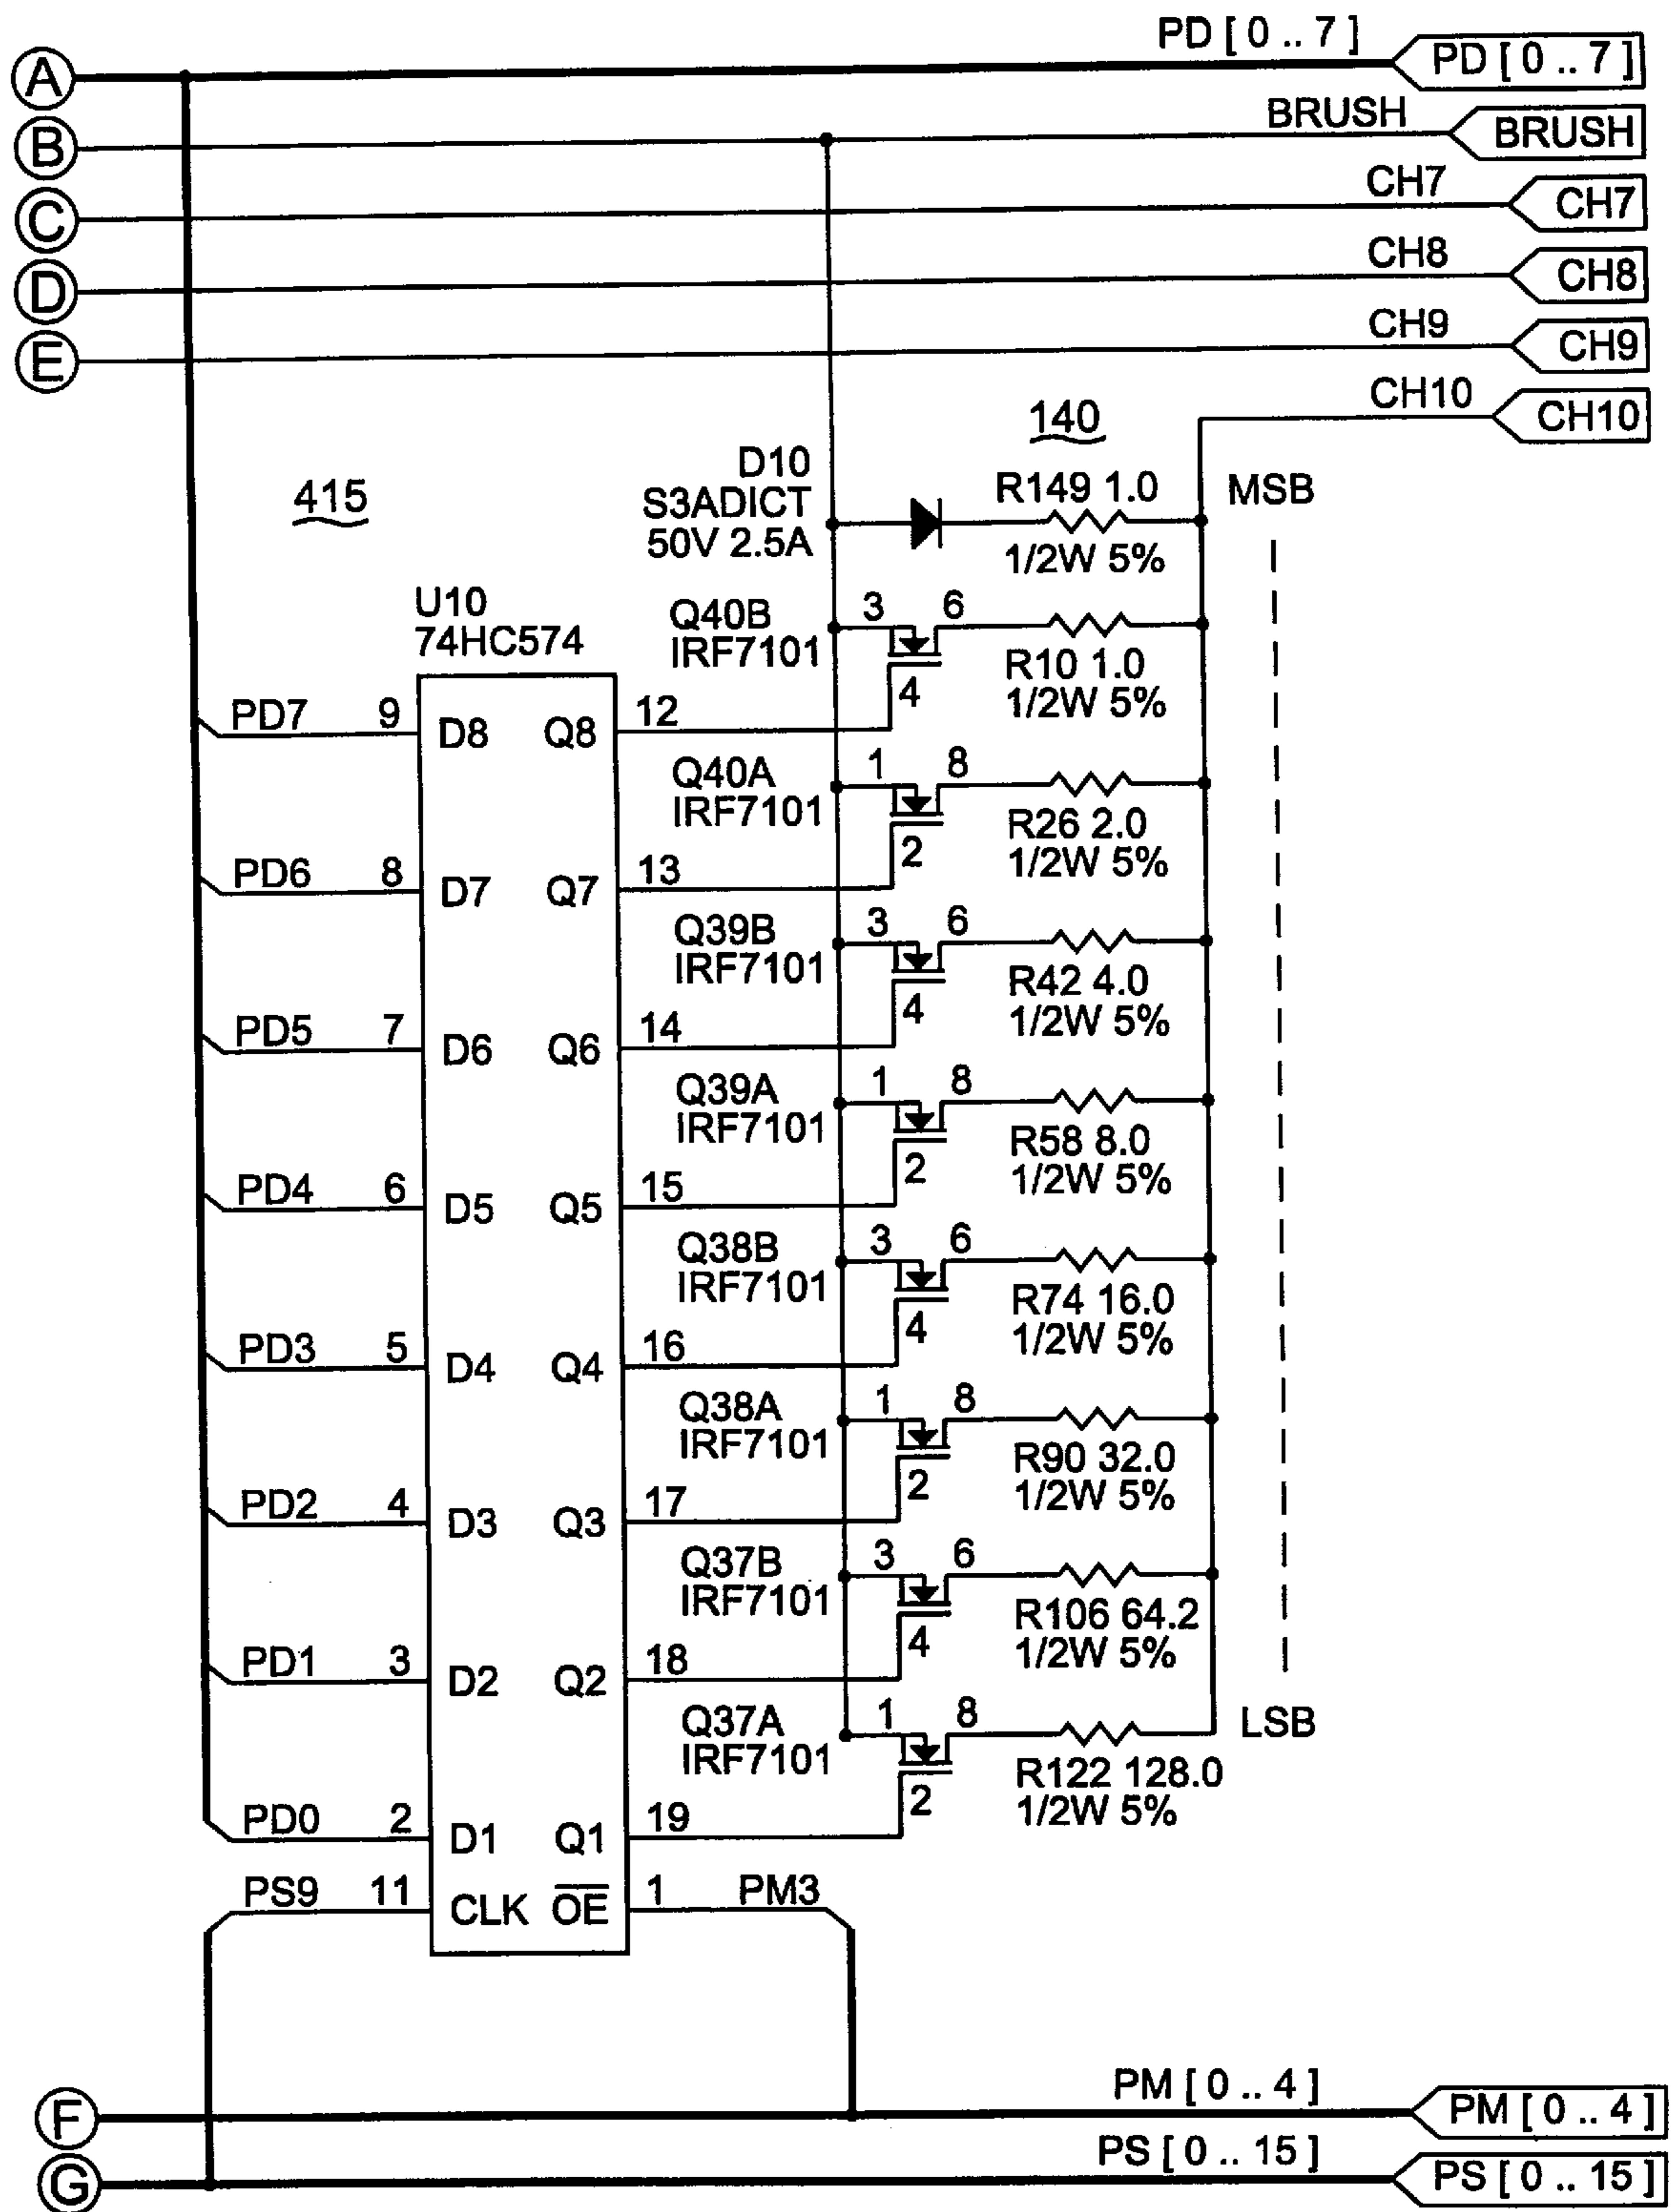 PD [ 0 .. 7 ]
A
PD [ 0 .. 7 ]
BRUSH
B
BRUSH
CH7
C
CH7
CH8
D
CH8
CH9
E
CH9
CH10
CH10
140
415
D10
S3ADICT
50V 2.5A
R149 1.0
1/2W 5%
MSB
U10
74HC574
Q40B
IRF7101
3
6
4
R10 1.0
1/2W 5%
PD7
9
D8
Q8
12
Q40A
IRF7101
1
8
2
R26 2.0
1/2W 5%
PD6
8
D7
Q7
13
Q39B
IRF7101
3
6
4
R42 4.0
1/2W 5%
PD5
7
D6
Q6
14
Q39A
IRF7101
1
8
2
R58 8.0
1/2W 5%
PD4
6
D5
Q5
15
Q38B
IRF7101
3
6
4
R74 16.0
1/2W 5%
PD3
5
D4
Q4
16
Q38A
IRF7101
1
8
2
R90 32.0
1/2W 5%
PD2
4
D3
Q3
17
Q37B
IRF7101
3
6
4
R106 64.2
1/2W 5%
PD1
3
D2
Q2
18
Q37A
IRF7101
1
8
2
LSB
R122 128.0
1/2W 5%
PD0
2
D1
Q1
19
PS9
11
CLK
OE
1
PM3
PM [ 0 .. 4 ]
F
PM [ 0 .. 4 ]
PS [ 0 .. 15 ]
G
PS [ 0 .. 15 ]